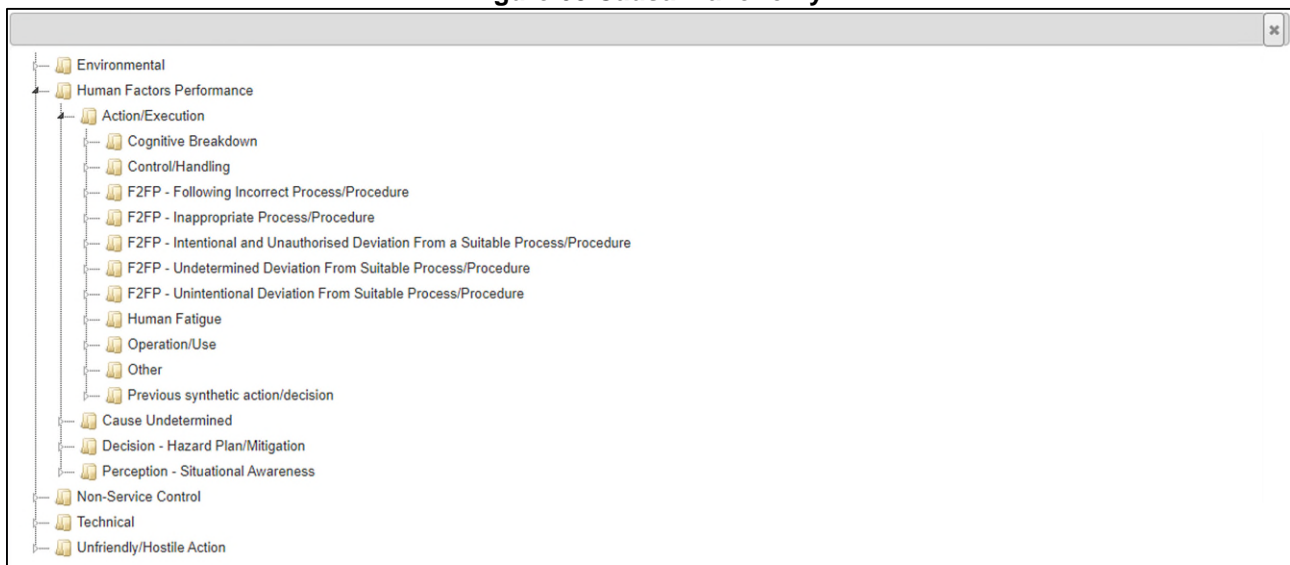 Environmental
Human Factors Performance
Action/Execution
Cognitive Breakdown
Control/Handling
F2FP - Following Incorrect Process/Procedure
F2FP - Inappropriate Process/Procedure
F2FP - Intentional and Unauthorised Deviation From a Suitable Process/Procedure
F2FP - Undetermined Deviation From Suitable Process/Procedure
F2FP - Unintentional Deviation From Suitable Process/Procedure
Human Fatigue
Operation/Use
Other
Previous synthetic action/decision
Cause Undetermined
Decision - Hazard Plan/Mitigation
Perception - Situational Awareness
Non-Service Control
Technical
Unfriendly/Hostile Action